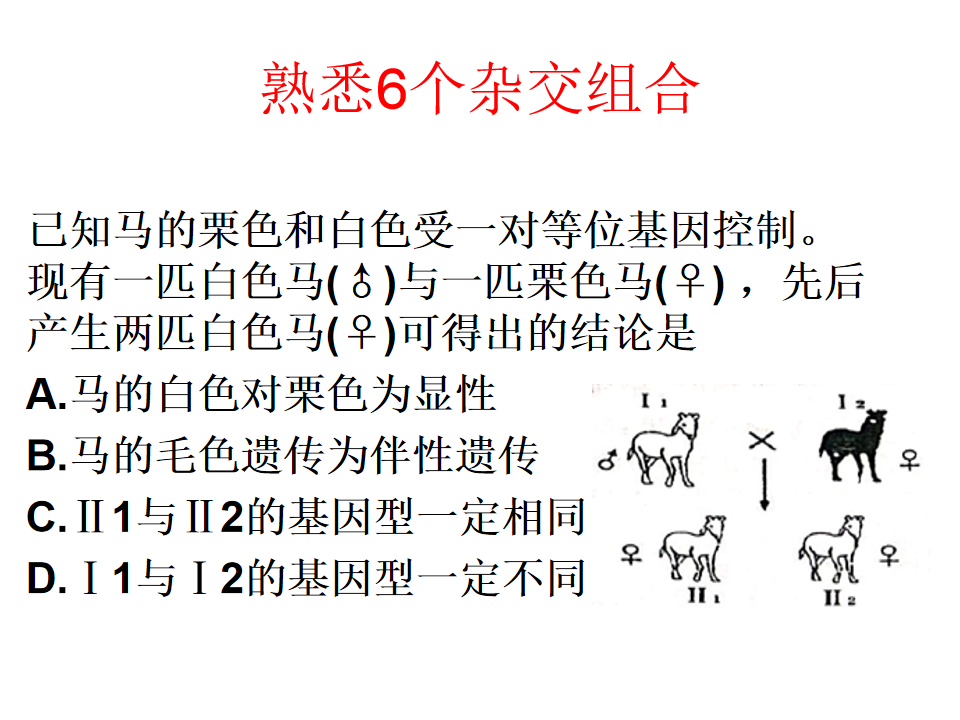 熟悉6个杂交组合
已知马的栗色和白色受一对等位基因控制。
现有一匹白色马(♂)与一匹栗色马(♀)，先后
产生两匹白色马(♀)可得出的结论是
A.马的白色对栗色为显性
B.马的毛色遗传为伴性遗传
C.Ⅱ1与Ⅱ2的基因型一定相同
D.Ⅰ1与Ⅰ2的基因型一定不同
Ⅰ1 Ⅰ2
♂ × ♀
♀ ♀
Ⅱ1 Ⅱ2